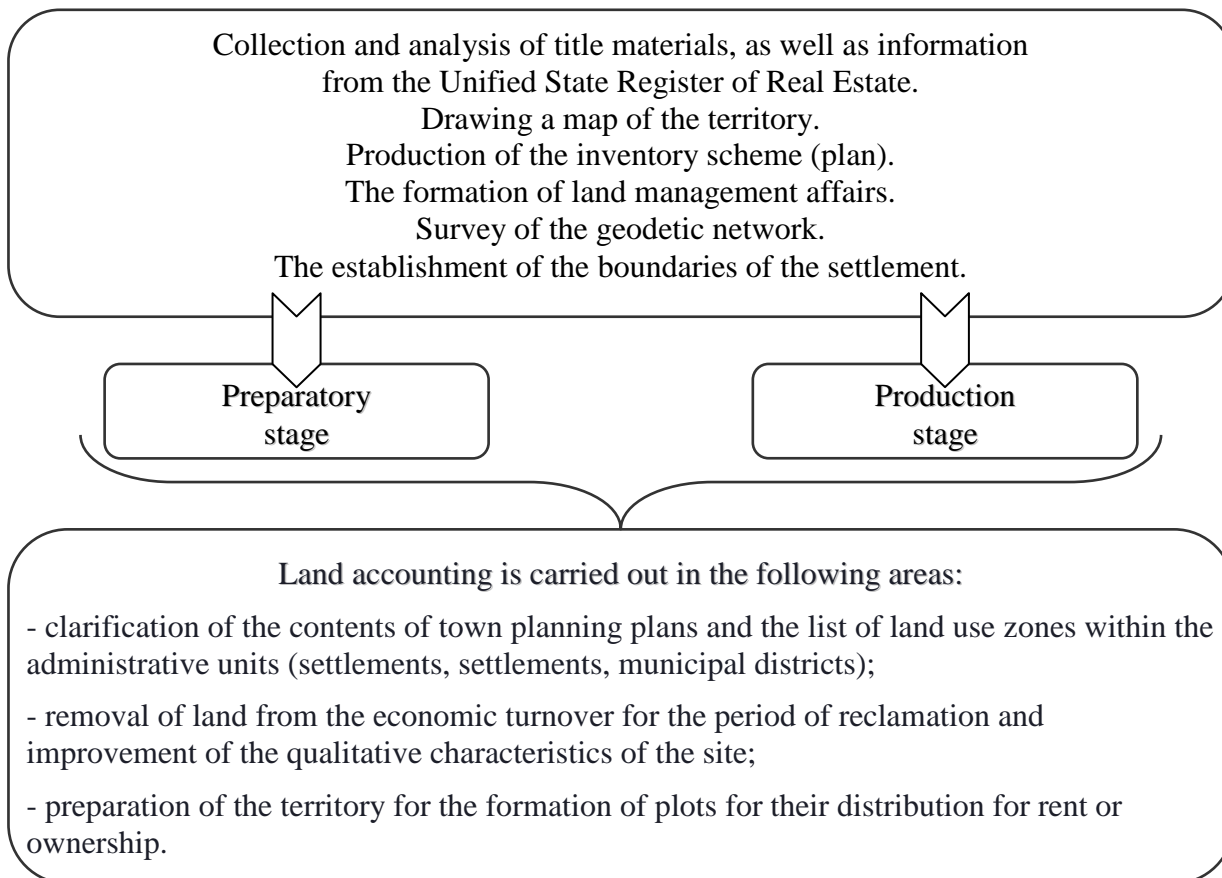 Collection and analysis of title materials, as well as information
from the Unified State Register of Real Estate.
Drawing a map of the territory.
Production of the inventory scheme (plan).
The formation of land management affairs.
Survey of the geodetic network.
The establishment of the boundaries of the settlement.
Preparatory
stage
Production
stage
Land accounting is carried out in the following areas:
- clarification of the contents of town planning plans and the list of land use zones within the
administrative units (settlements, settlements, municipal districts);
- removal of land from the economic turnover for the period of reclamation and
improvement of the qualitative characteristics of the site;
- preparation of the territory for the formation of plots for their distribution for rent or
ownership.